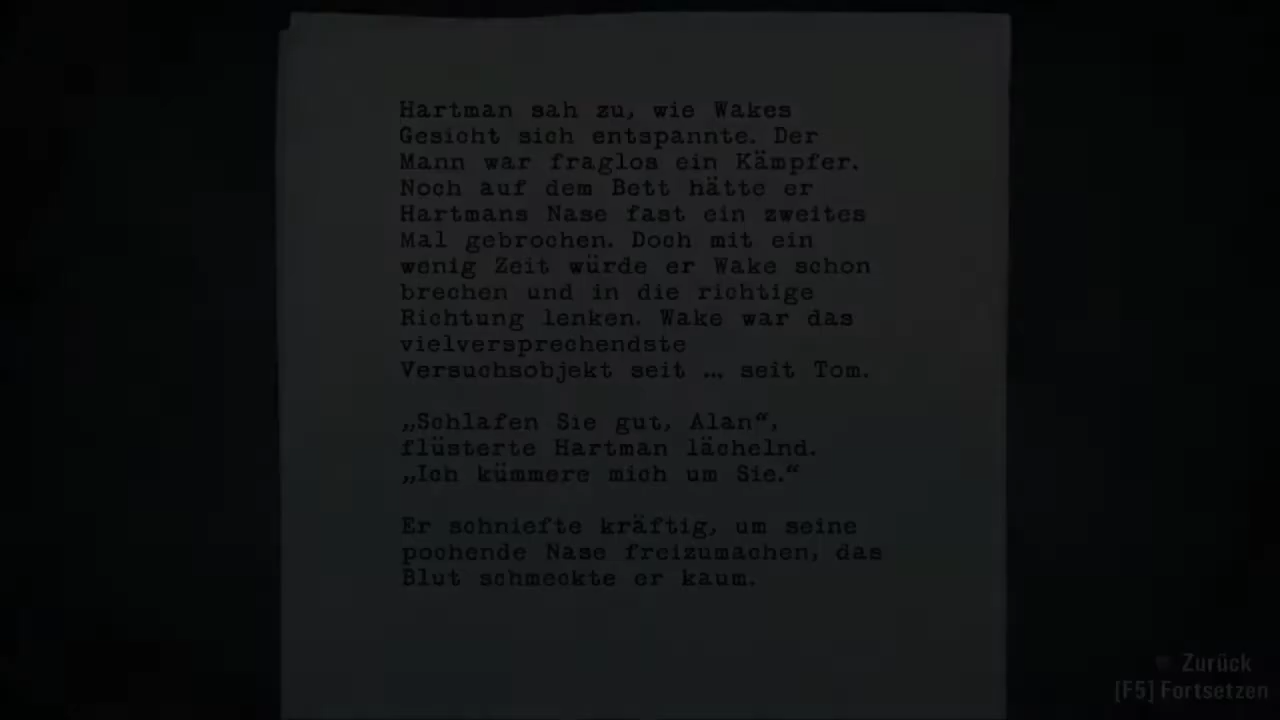 Hartman sah zu, wie Wakes
Gesicht sich entspannte. Der
Mann war fraglos ein Kämpfer.
Noch auf dem Bett hätte er
Hartmans Nase fast ein zweites
Mal gebrochen. Doch mit ein
wenig Zeit würde er Wake schon
brechen und in die richtige
Richtung lenken. Wake war das
vielversprechendste
Versuchsobjekt seit … seit Tom.
„Schlafen Sie gut, Alan“,
flüsterte Hartman lächelnd.
„Ich kümmere mich um Sie.“
Er schniefte kräftig, um seine
pochende Nase freizumachen, das
Blut schmeckte er kaum.
Zurück
[F5] Fortsetzen